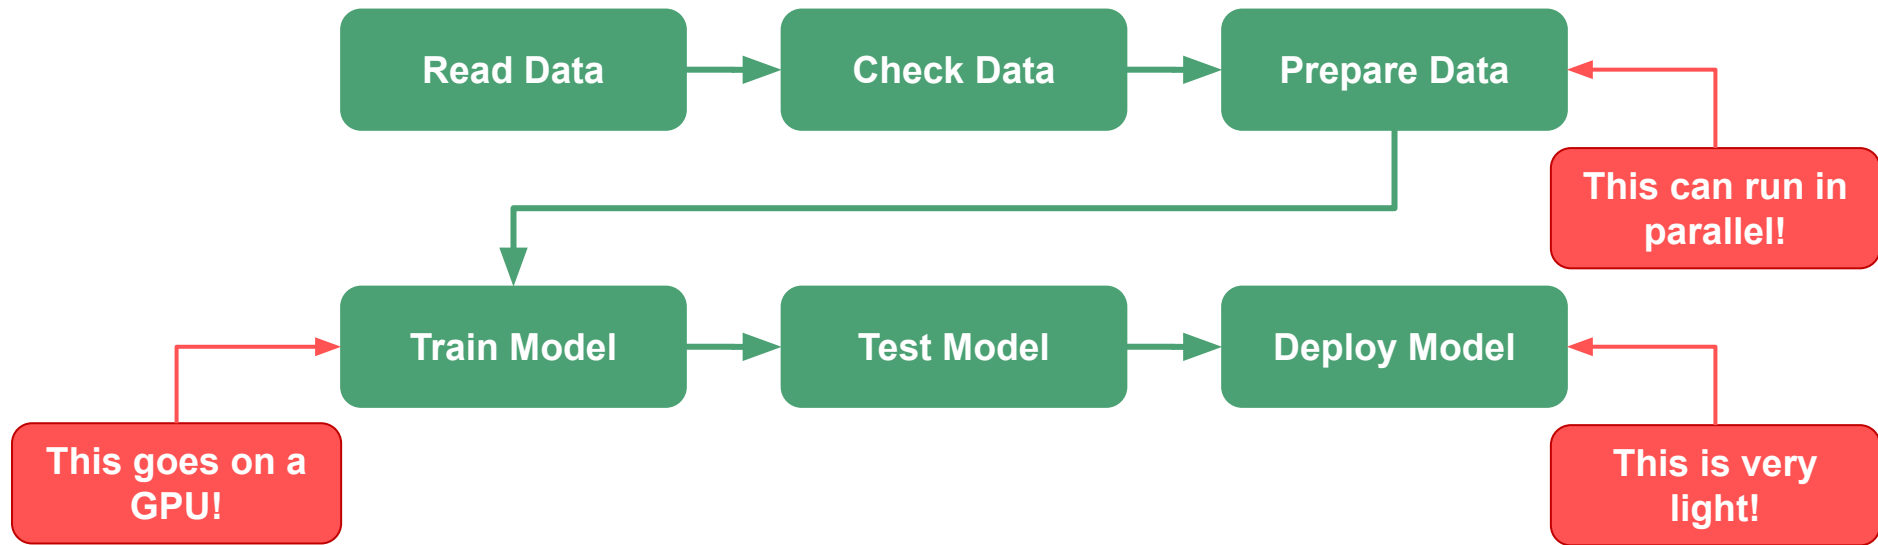 Read Data
Check Data
Prepare Data
This can run in
parallel!
Train Model
Test Model
Deploy Model
This goes on a
GPU!
This is very
light!